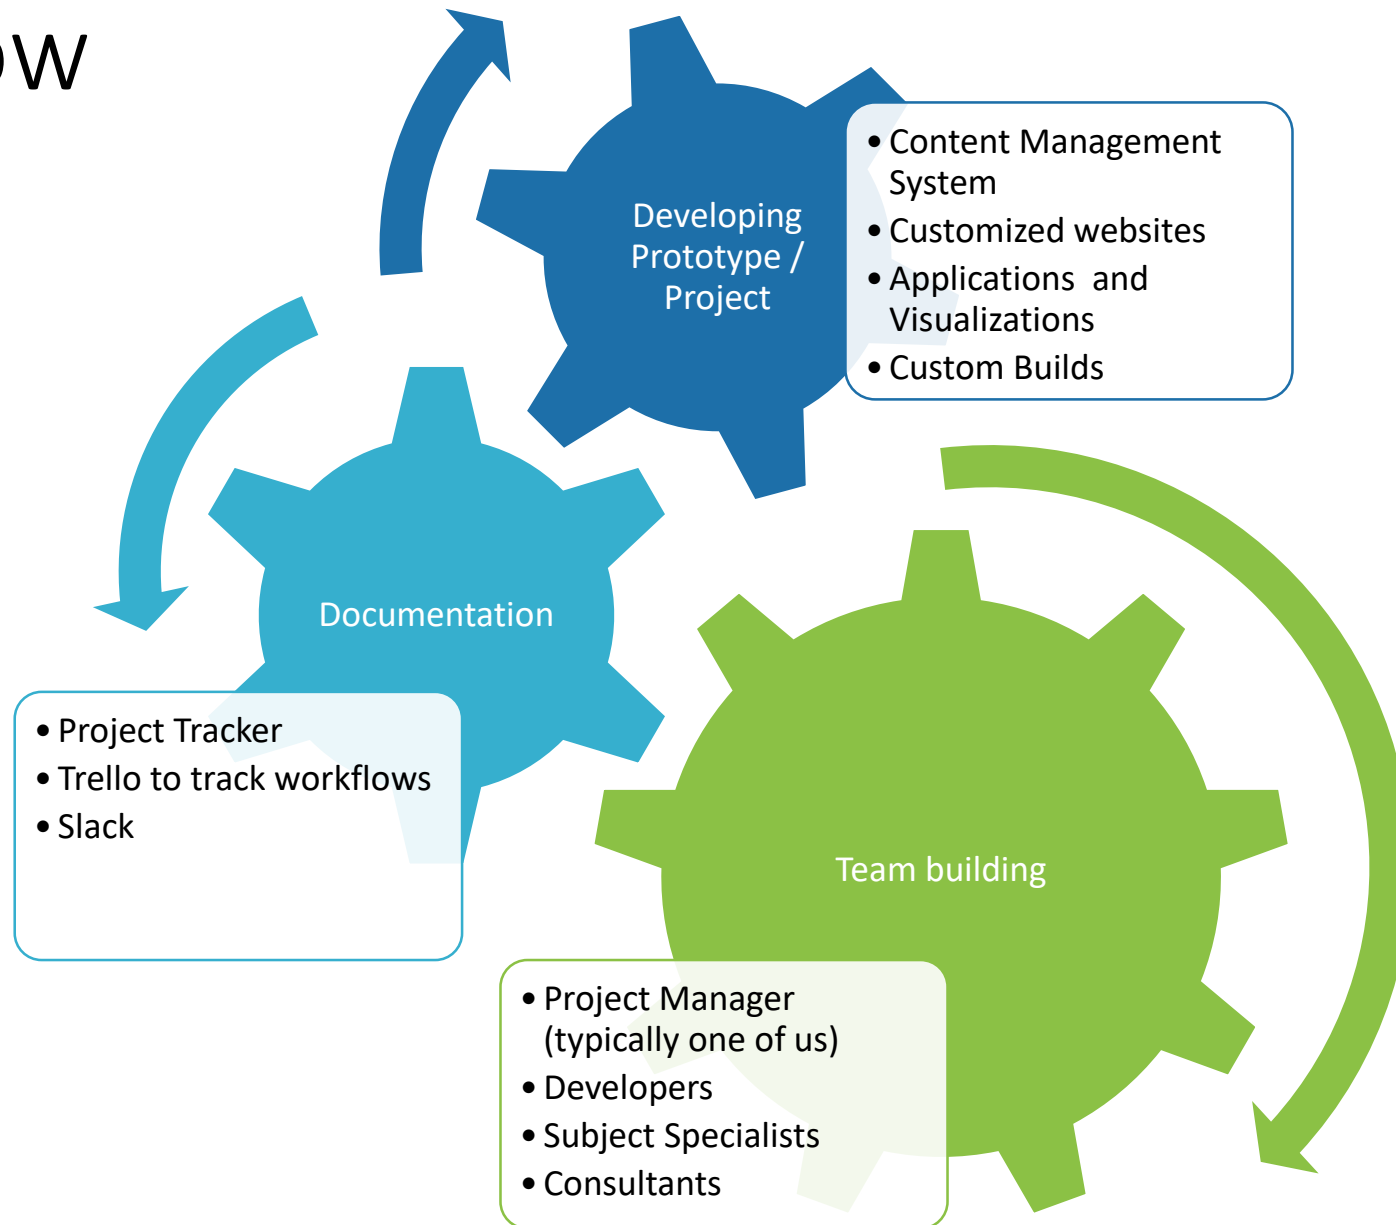 ow
Developing
Prototype /
Project
• Content Management
System
• Customized websites
• Applications and
Visualizations
• Custom Builds
Documentation
• Project Tracker
• Trello to track workflows
• Slack
Team building
• Project Manager
(typically one of us)
• Developers
• Subject Specialists
• Consultants